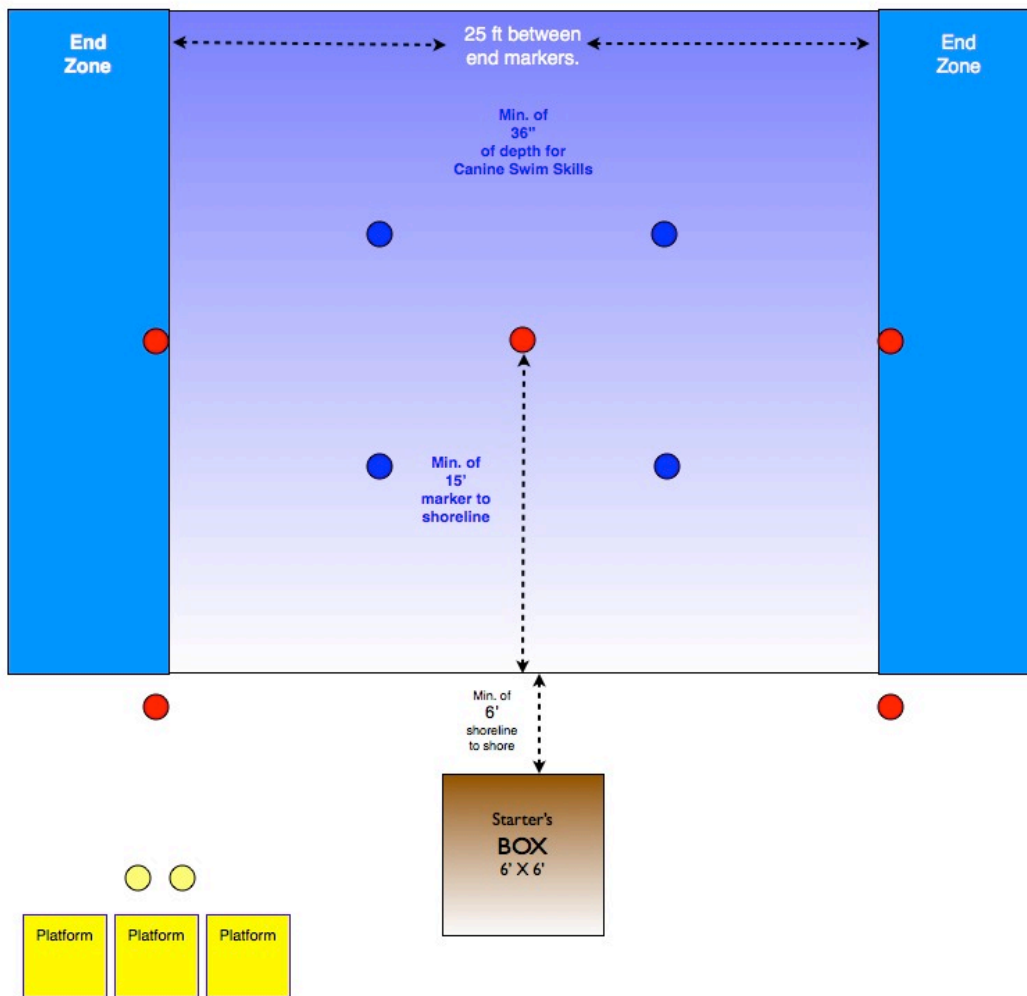 End
Zone
25 ft between
end markers.
End
Zone
Min. of
36"
of depth for
Canine Swim Skills
Min. of
15'
marker to
shoreline
Min. of
6'
shoreline
to shore
Starter's
BOX
6' X 6'
Platform
Platform
Platform